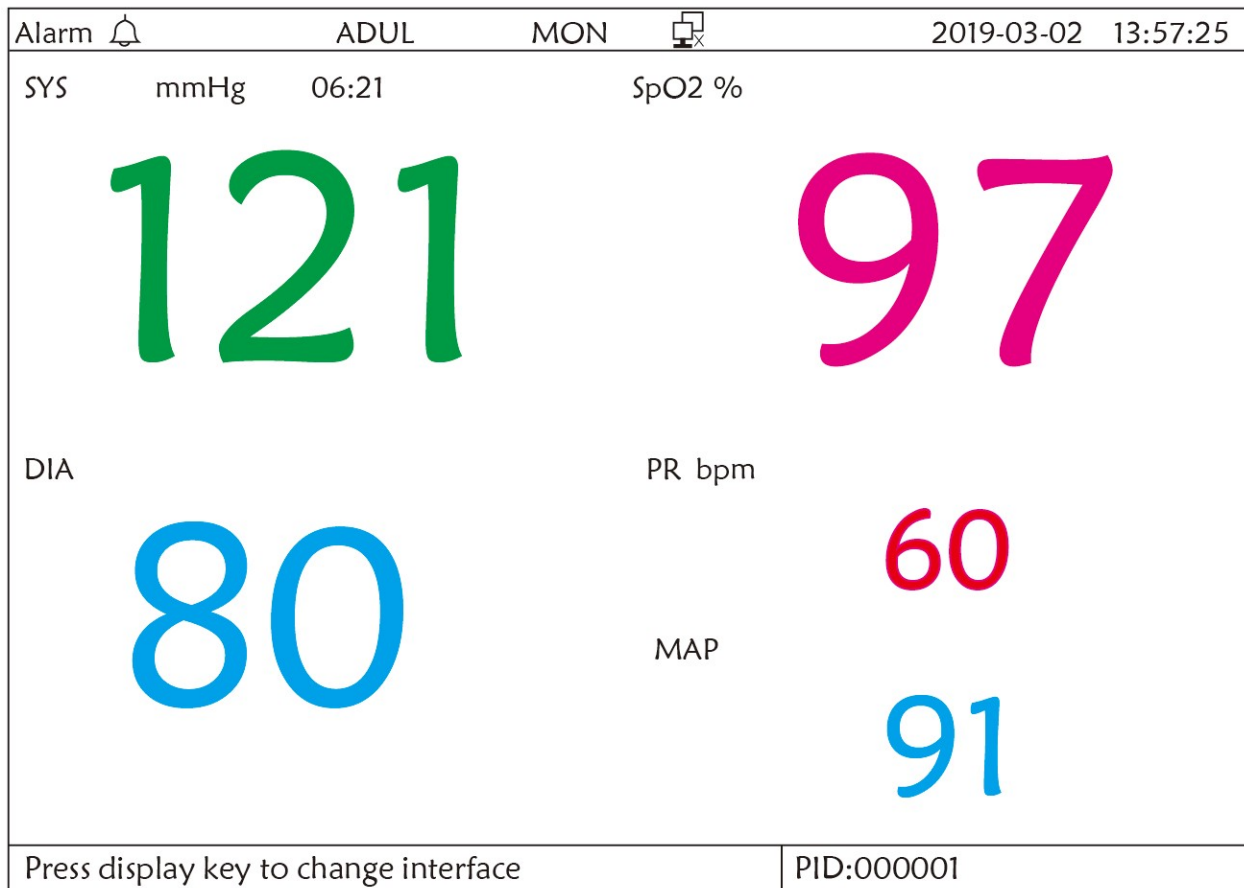 Alarm ADUL MON 2019-03-02 13:57:25
SYS mmHg 06:21 SpO2 %
121 97
DIA PR bpm
80 60
MAP
91
Press display key to change interface PID:000001